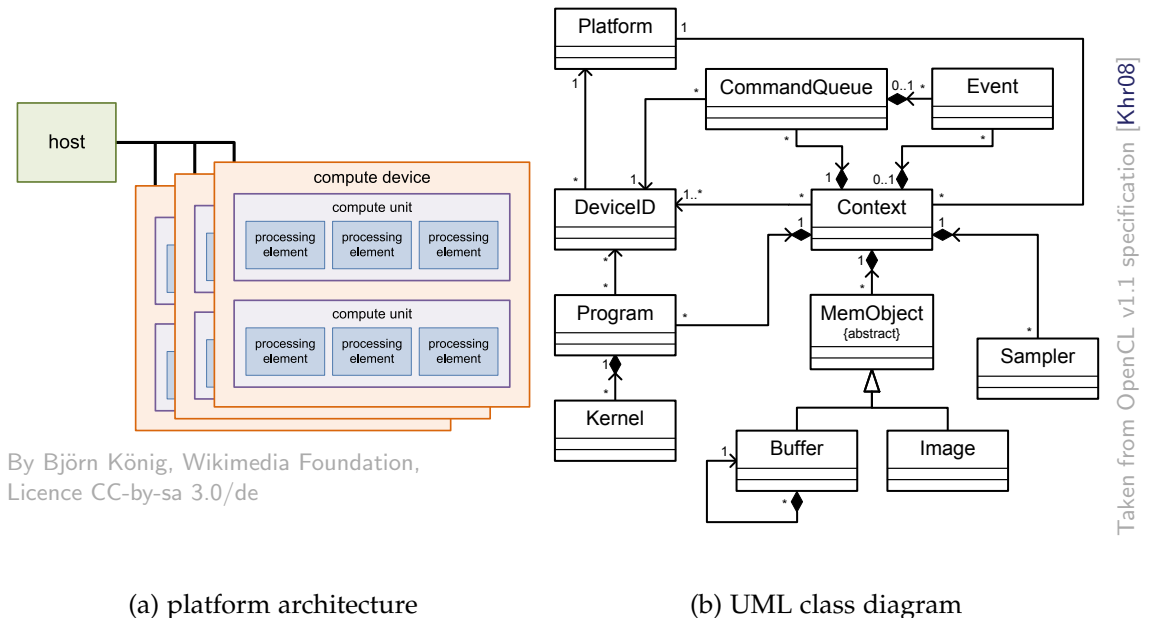 host
compute device
compute unit
processing
element
processing
element
processing
element
compute unit
processing
element
processing
element
processing
element
By Björn König, Wikimedia Foundation,
Licence CC-by-sa 3.0/de
(a) platform architecture
Platform
1
1
CommandQueue
0..1
*
Event
*
*
*
*
1
1
0..1
DeviceID
1..*
*
Context
*
1
1
*
*
1
Program
*
*
MemObject
{abstract}
*
Sampler
1
*
Kernel
Buffer
1
*
Image
Taken from OpenCL v1.1 specification [Khr08]
(b) UML class diagram